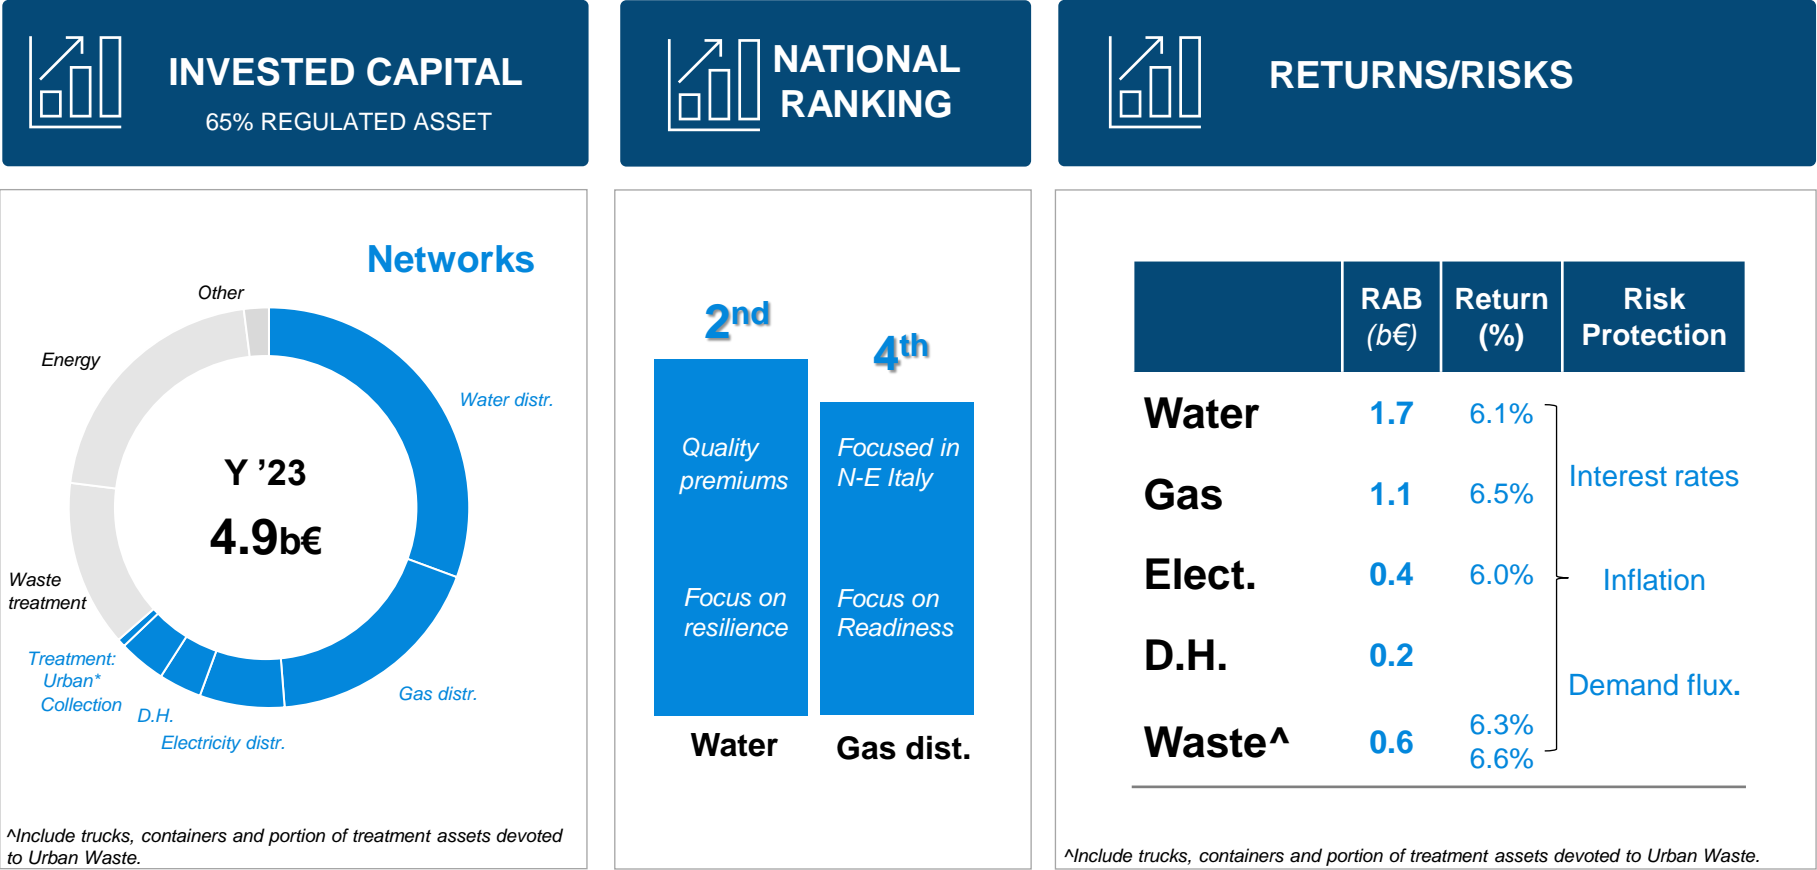 INVESTED CAPITAL
65% REGULATED ASSET
NATIONAL
RANKING
RETURNS/RISKS
Networks
Other
Energy
Water distr.
Y ’23
4.9b€
Waste
treatment
Treatment:
Urban*
Collection
D.H.
Electricity distr.
Gas distr.
^Include trucks, containers and portion of treatment assets devoted
to Urban Waste.
2nd
4th
Quality
premiums
Focus on
resilience
Focused in
N-E Italy
Focus on
Readiness
Water
Gas dist.
RAB
(b€)
Return
(%)
Risk
Protection
Water 1.7 6.1%
Gas 1.1 6.5%
Elect. 0.4 6.0%
D.H. 0.2
Waste^ 0.6 6.3%
6.6%
Interest rates
Inflation
Demand flux.
^Include trucks, containers and portion of treatment assets devoted to Urban Waste.